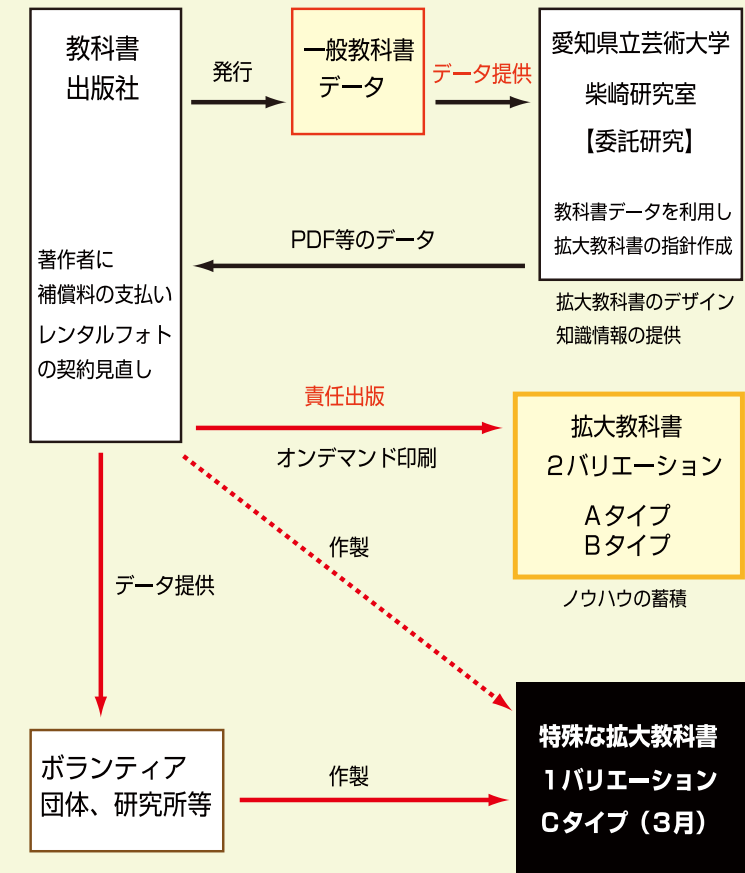 教科書
出版社
発行
一般教科書
データ
データ提供
愛知県立芸術大学
柴崎研究室
【委託研究】
教科書データを利用し
拡大教科書の指針作成
拡大教科書のデザイン
知識情報の提供
PDF等のデータ
著作者に
補償料の支払い
レンタルフォト
の契約見直し
責任出版
オンデマンド印刷
拡大教科書
2バリエーション
Aタイプ
Bタイプ
ノウハウの蓄積
作製
データ提供
ボランティア
団体、研究所等
作製
特殊な拡大教科書
1バリエーション
Cタイプ（3月）